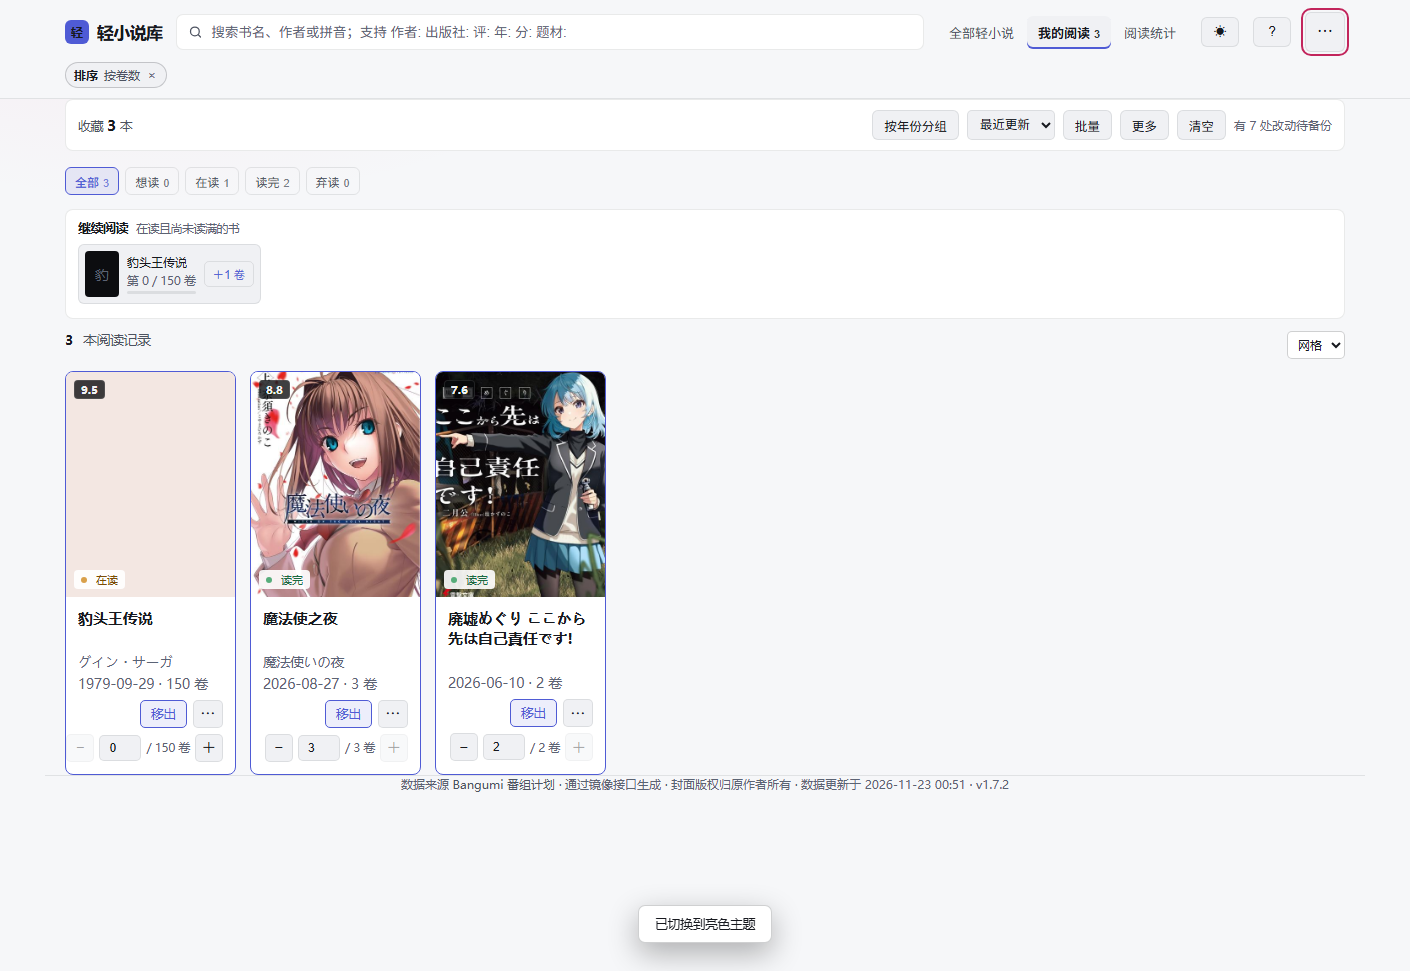 轻 轻小说库 搜索书名、作者或拼音；支持 作者: 出版社: 评: 年: 分: 题材: 全部轻小说 我的阅读 3 阅读统计 ? ···
排序 按卷数 ×
收藏 3 本 按年份分组 最近更新 批量 更多 清空 有 7 处改动待备份
全部 3 想读 0 在读 1 读完 2 弃读 0
继续阅读 在读且尚未读满的书
豹 豹头王传说
第 0 / 150 卷
+1 卷
3 本阅读记录 网格
9.5
在读
豹头王传说
グイン・サーガ
1979-09-29 · 150 卷
移出 ···
− 0 / 150 卷 +
8.8
須きのこ
魔法使いの夜
读完
魔法使之夜
魔法使いの夜
2026-08-27 · 3 卷
移出 ···
− 3 / 3 卷 +
7.6
めぐり
ここから先は
自己責任
です!
二月公
读完
廃墟めぐり ここから
先は自己責任です!
2026-06-10 · 2 卷
移出 ···
− 2 / 2 卷 +
数据来源 Bangumi 番组计划 · 通过镜像接口生成 · 封面版权归原作者所有 · 数据更新于 2026-11-23 00:51 · v1.7.2
已切换到亮色主题